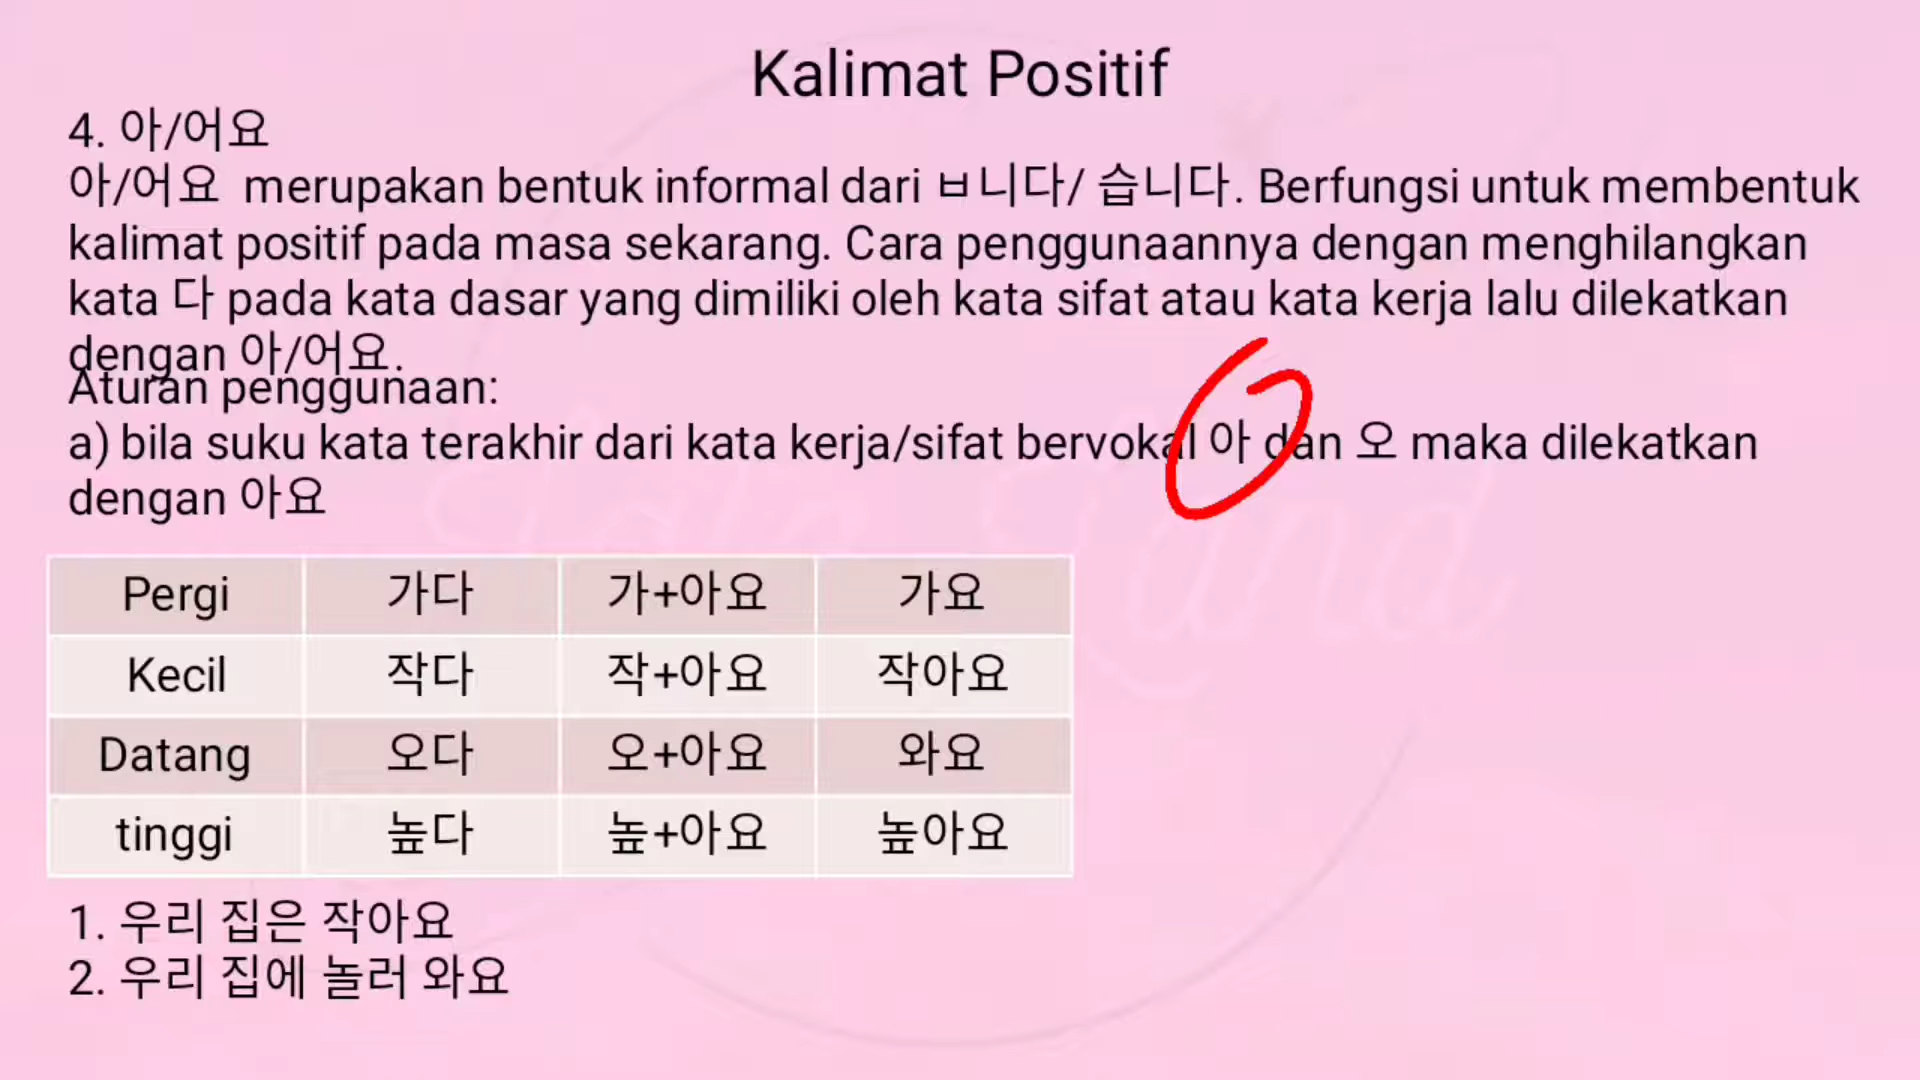 Kalimat Positif
4. 아/어요
아/어요 merupakan bentuk informal dari ㅂ니다/ 습니다. Berfungsi untuk membentuk
kalimat positif pada masa sekarang. Cara penggunaannya dengan menghilangkan
kata 다 pada kata dasar yang dimiliki oleh kata sifat atau kata kerja lalu dilekatkan
dengan 아/어요.
Aturan penggunaan:
a) bila suku kata terakhir dari kata kerja/sifat bervokal 아 dan 오 maka dilekatkan
dengan 아요
Pergi 가다 가+아요 가요
Kecil 작다 작+아요 작아요
Datang 오다 오+아요 와요
tinggi 높다 높+아요 높아요
1. 우리 집은 작아요
2. 우리 집에 놀러 와요